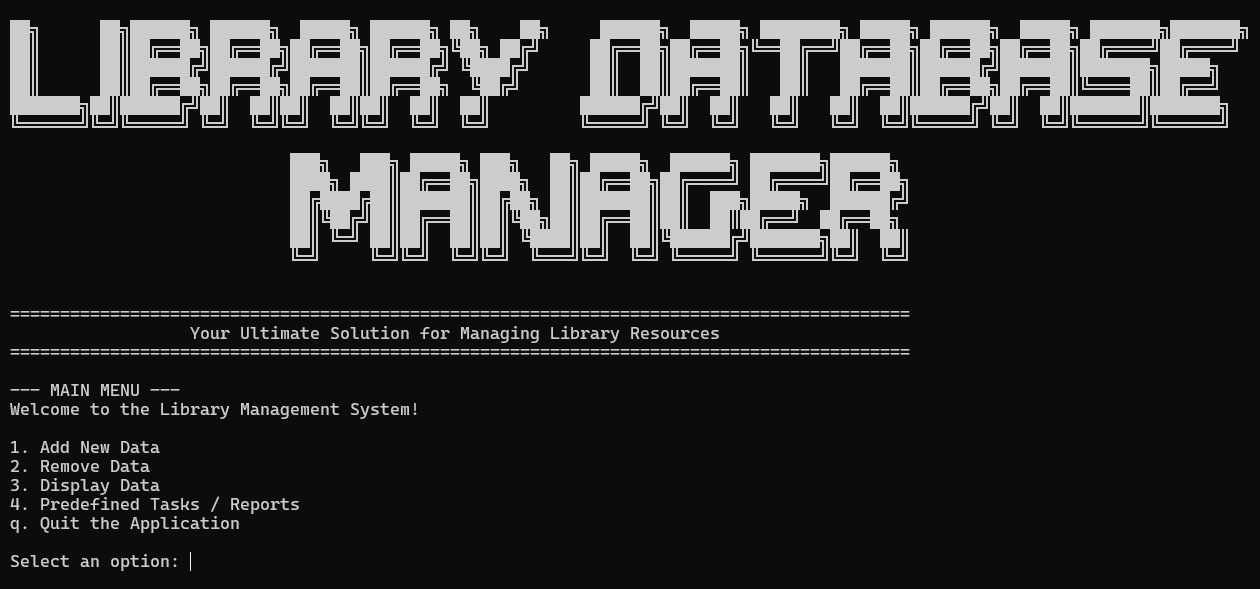 LIBRARY DATABASE
MANAGER
==========================================================================================
Your Ultimate Solution for Managing Library Resources
==========================================================================================
--- MAIN MENU ---
Welcome to the Library Management System!
1. Add New Data
2. Remove Data
3. Display Data
4. Predefined Tasks / Reports
q. Quit the Application
Select an option: